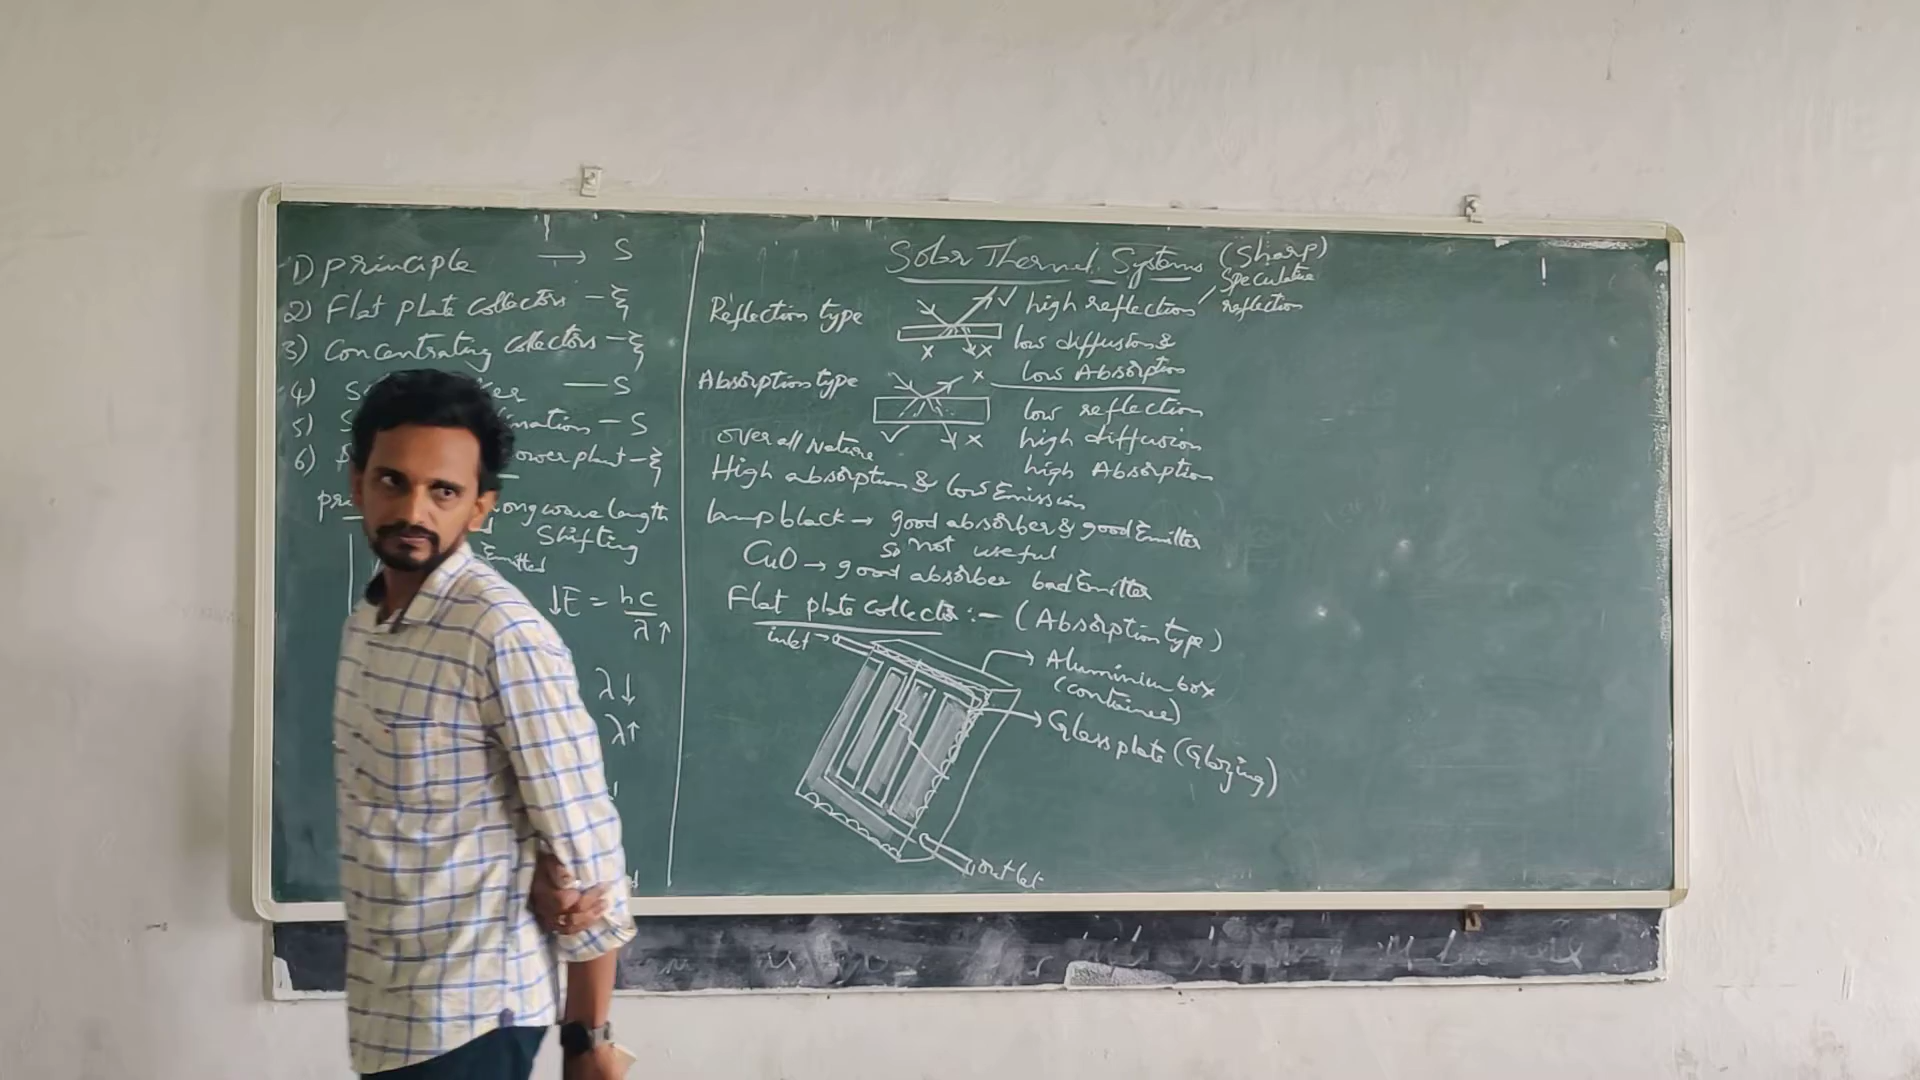 1) principle → S
2) Flat plate collectors - ξ
3) Concentrating collectors - ξ
4) — S
5) - S
6) power plant - ξ
long wave length
Shifting
Emitted
↓E = hc / λ↑
λ↓
λ↑
Solar Thermal Systems
(Sharp)
Speculative
reflection
Reflection type
high reflection
low diffusion &
low Absorption
Absorption type
low reflection
high diffusion
high Absorption
overall Nature
High absorption & low Emission
lamp black → good absorber & good Emitter
so not useful
CuO → good absorber bad Emitter
Flat plate collector :- (Absorption type)
inlet →
Aluminium box
(container)
Glass plate (Glazing)
outlet